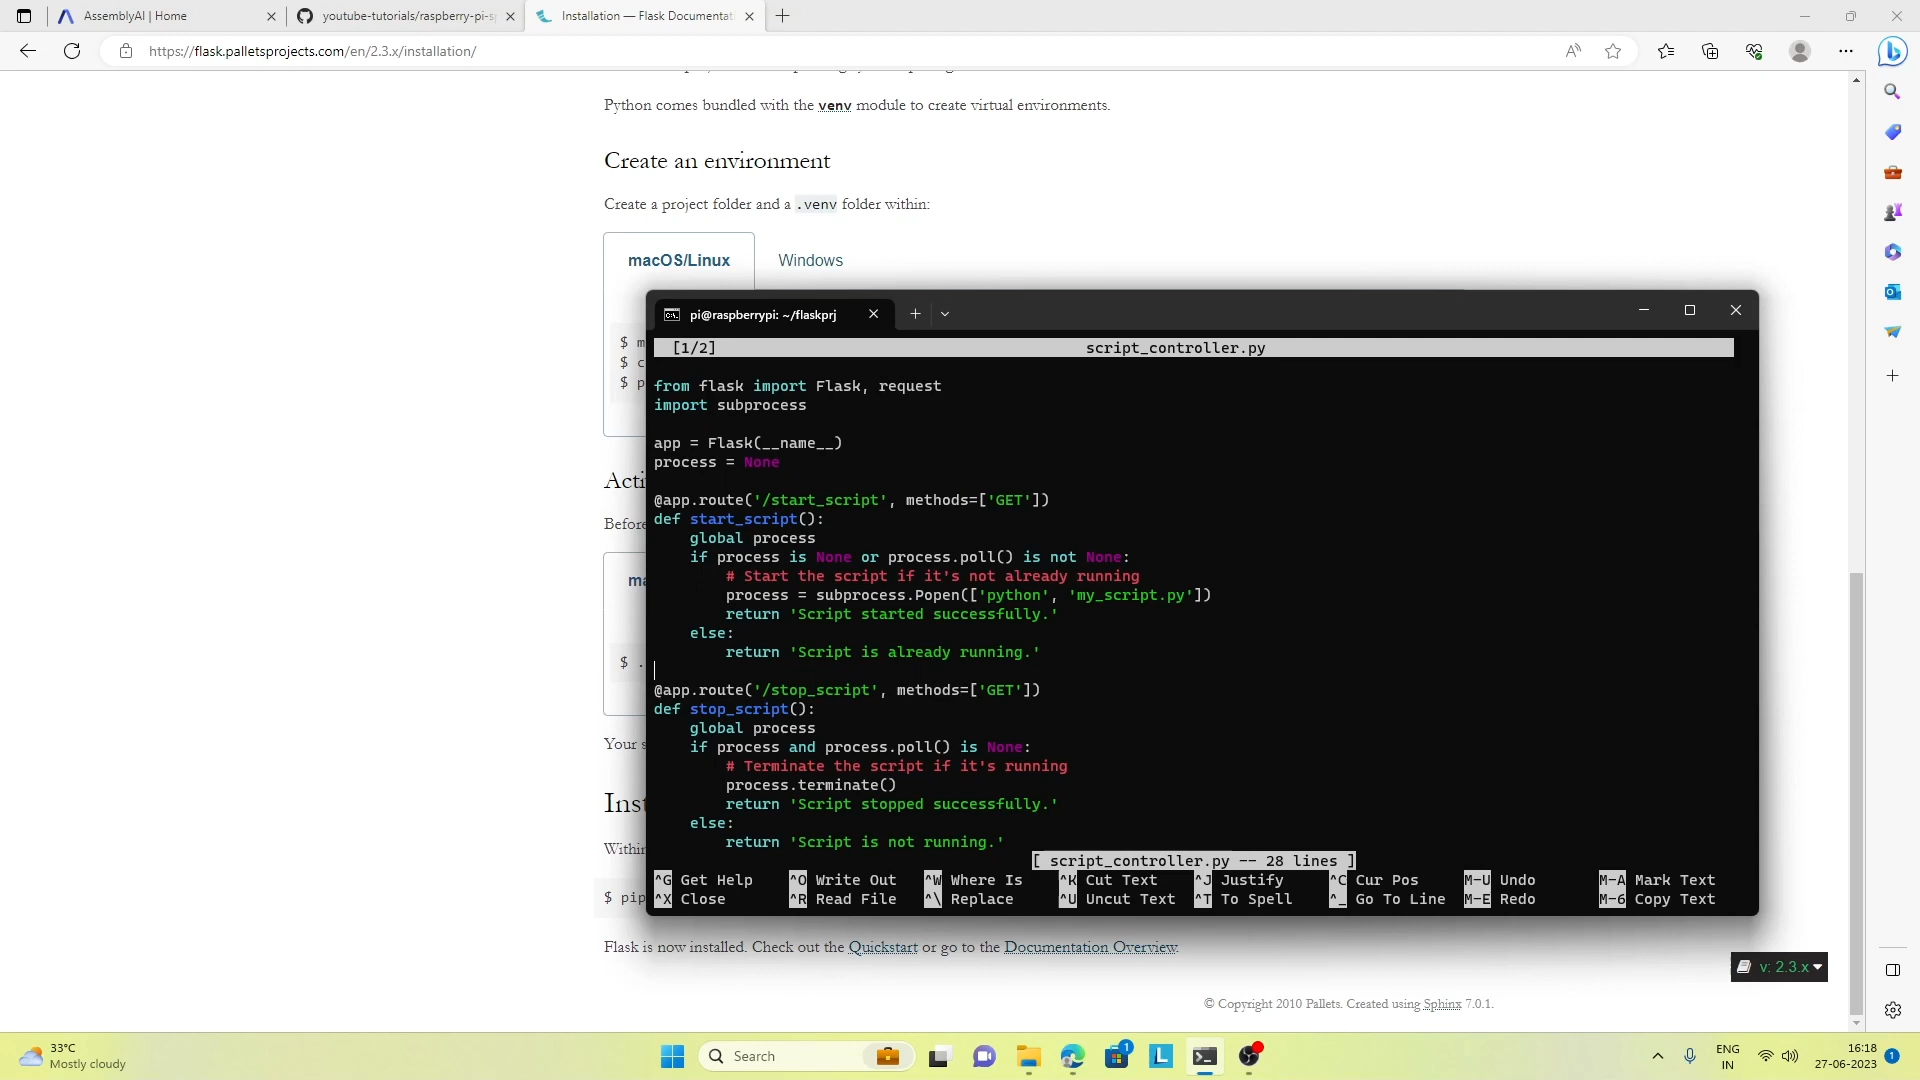 AssemblyAI | Home
youtube-tutorials/raspberry-pi-s
Installation — Flask Documentat
https://flask.palletsprojects.com/en/2.3.x/installation/
Python comes bundled with the venv module to create virtual environments.
Create an environment
Create a project folder and a .venv folder within:
macOS/Linux
Windows
$ m
$ c
$ p
Acti
Before
ma
$ .
Your s
Inst
Within
$ pip
pi@raspberrypi: ~/flaskprj
[1/2] script_controller.py
from flask import Flask, request
import subprocess
app = Flask(__name__)
process = None
@app.route('/start_script', methods=['GET'])
def start_script():
    global process
    if process is None or process.poll() is not None:
        # Start the script if it's not already running
        process = subprocess.Popen(['python', 'my_script.py'])
        return 'Script started successfully.'
    else:
        return 'Script is already running.'
@app.route('/stop_script', methods=['GET'])
def stop_script():
    global process
    if process and process.poll() is None:
        # Terminate the script if it's running
        process.terminate()
        return 'Script stopped successfully.'
    else:
        return 'Script is not running.'
[ script_controller.py -- 28 lines ]
^G Get Help ^O Write Out ^W Where Is ^K Cut Text ^J Justify ^C Cur Pos M-U Undo M-A Mark Text
^X Close ^R Read File ^\ Replace ^U Uncut Text ^T To Spell ^_ Go To Line M-E Redo M-6 Copy Text
Flask is now installed. Check out the Quickstart or go to the Documentation Overview.
v: 2.3.x
© Copyright 2010 Pallets. Created using Sphinx 7.0.1.
33°C
Mostly cloudy
Search
1
L
ENG
IN
16:18
27-06-2023
1